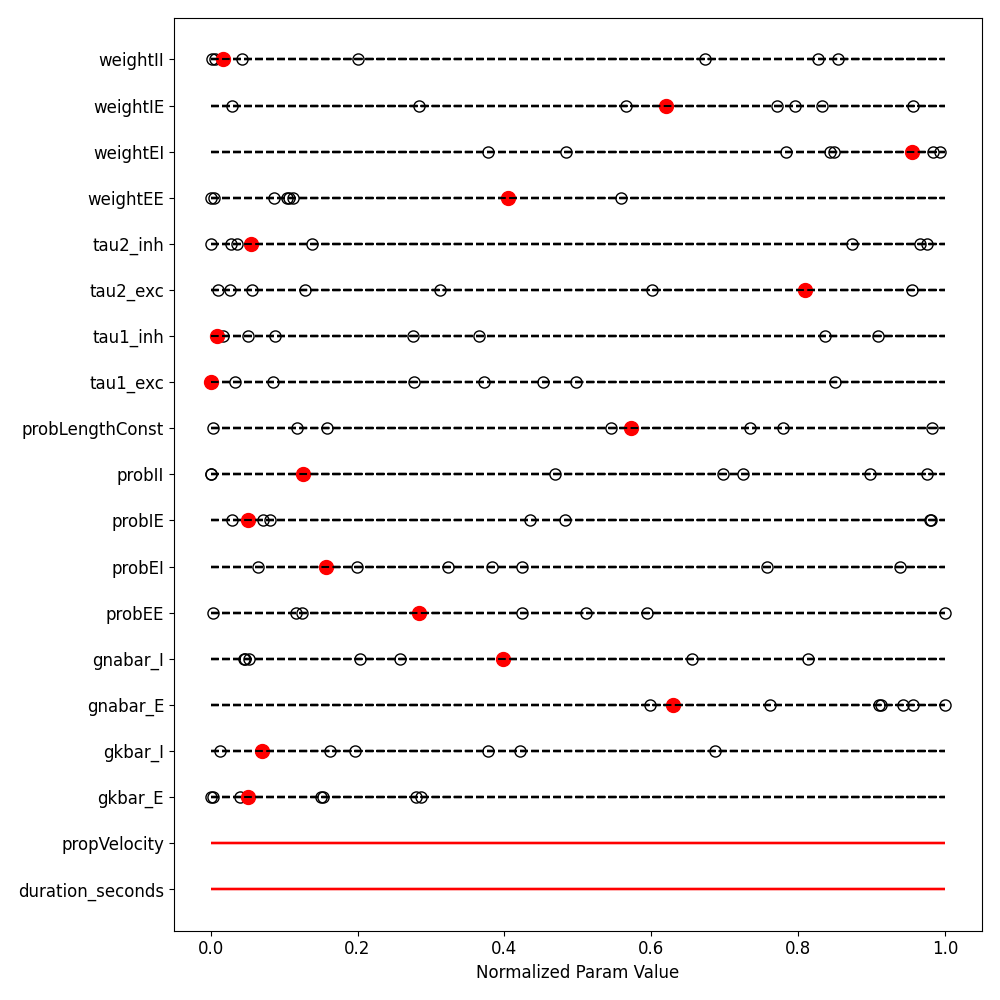 weightII
weightIE
weightEI
weightEE
tau2_inh
tau2_exc
tau1_inh
tau1_exc
probLengthConst
probII
probIE
probEI
probEE
gnabar_I
gnabar_E
gkbar_I
gkbar_E
propVelocity
duration_seconds
0.0 0.2 0.4 0.6 0.8 1.0
Normalized Param Value